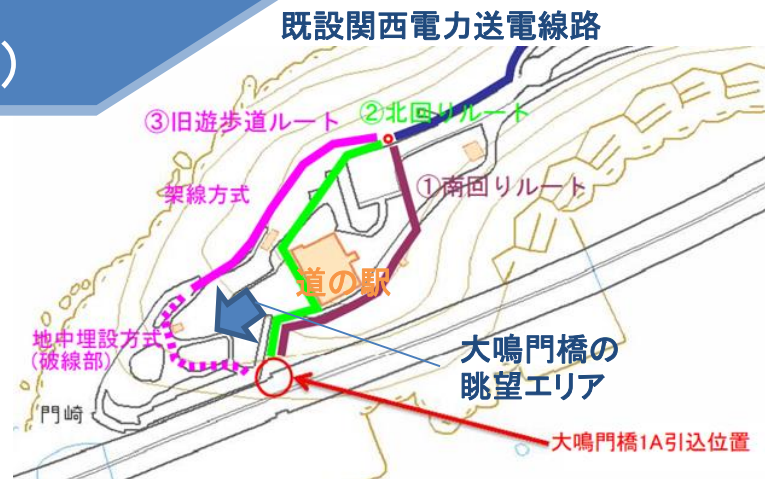 ）
既設関西電力送電線路
③旧遊歩道ルート
②北回りルート
架線方式
①南回りルート
道の駅
地中埋設方式
(破線部)
大鳴門橋の
眺望エリア
門崎
大鳴門橋1A引込位置